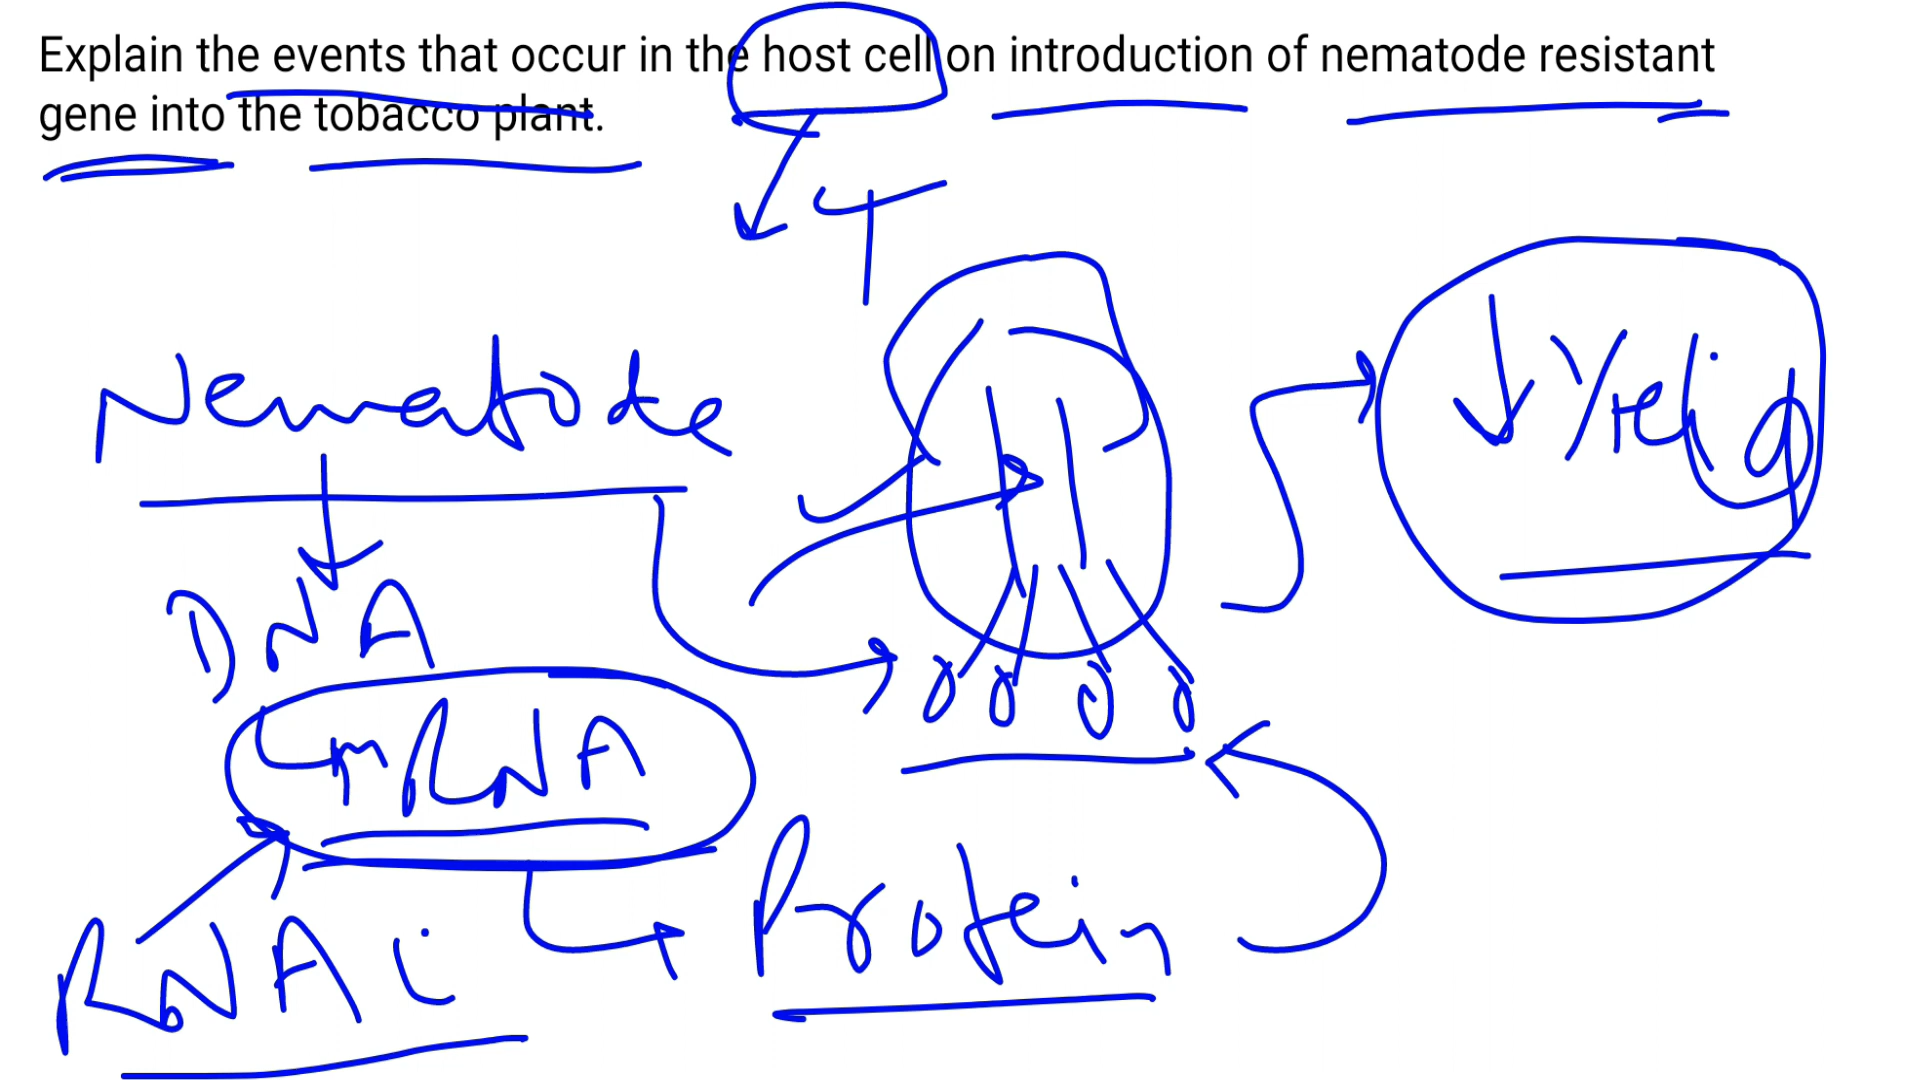 Explain the events that occur in the host cell on introduction of nematode resistant
gene into the tobacco plant.
T
Nematode
↓ Yield
DNA
mRNA
Protein
RNAi